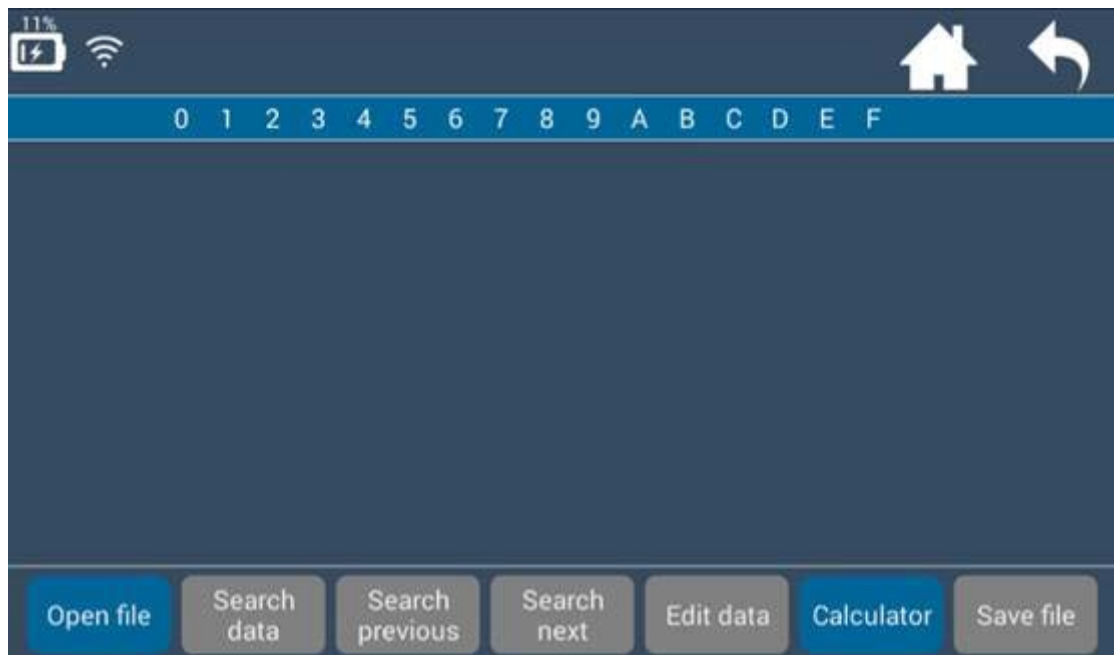 11%
0 1 2 3 4 5 6 7 8 9 A B C D E F
Open file
Search data
Search previous
Search next
Edit data
Calculator
Save file